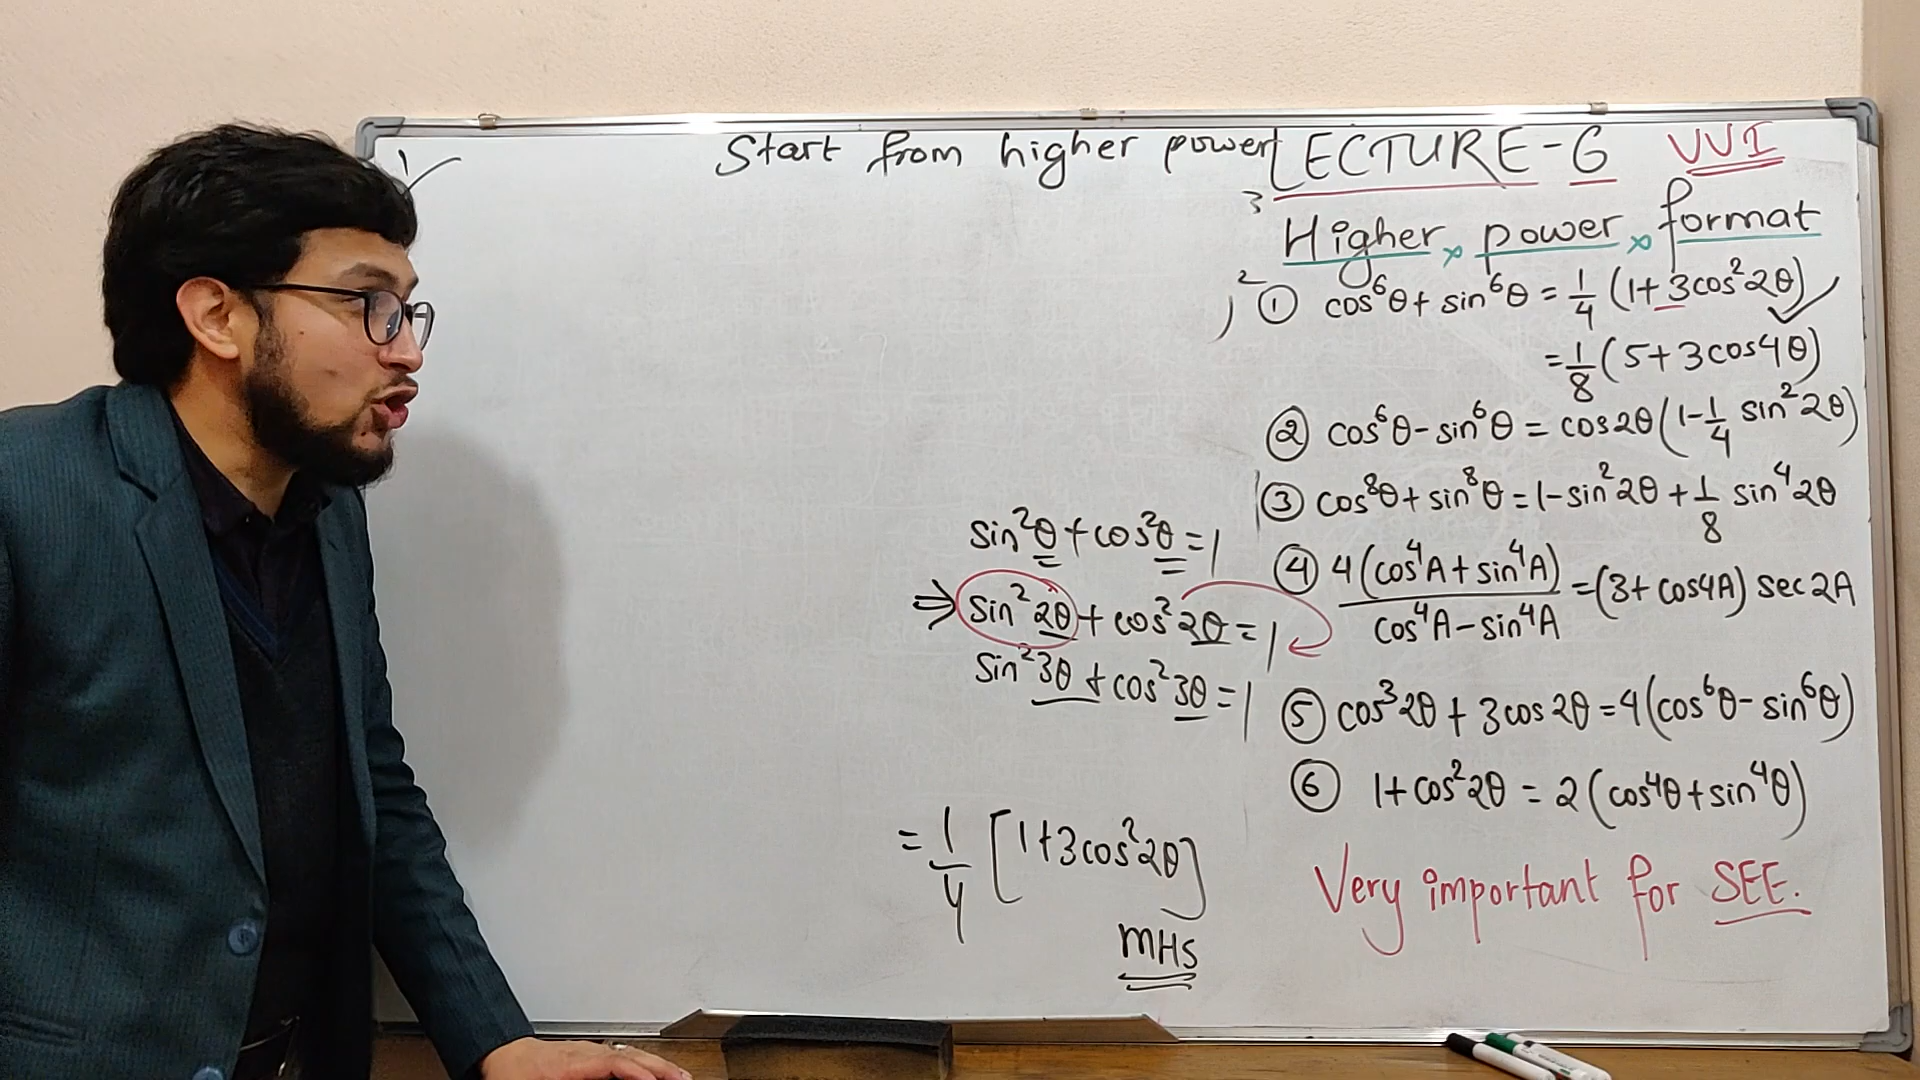 Start from higher power
LECTURE-6 VVI
3
Higher power format
2
① cos⁶θ + sin⁶θ = 1/4 (1+3cos²2θ)
= 1/8 (5+3cos4θ)
② cos⁶θ - sin⁶θ = cos2θ (1 - 1/4 sin²2θ)
③ cos⁸θ + sin⁸θ = 1 - sin²2θ + 1/8 sin⁴2θ
④ 4(cos⁴A + sin⁴A) / cos⁴A - sin⁴A = (3+cos4A) sec2A
⑤ cos³2θ + 3cos2θ = 4(cos⁶θ - sin⁶θ)
⑥ 1+cos²2θ = 2(cos⁴θ + sin⁴θ)
Very important for SEE.
sin²θ + cos²θ = 1
⇒ sin²2θ + cos²2θ = 1
sin²3θ + cos²3θ = 1
= 1/4 [1+3cos²2θ]
MHS